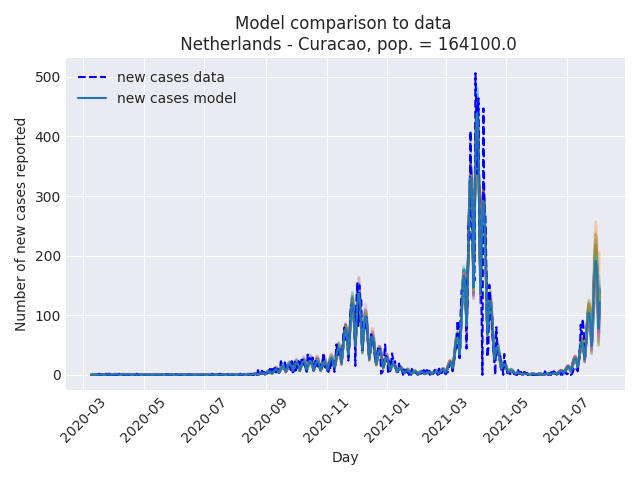 Model comparison to data
Netherlands - Curacao, pop. = 164100.0
new cases data
new cases model
Number of new cases reported
500
400
300
200
100
0
2020-03
2020-05
2020-07
2020-09
2020-11
2021-01
2021-03
2021-05
2021-07
Day